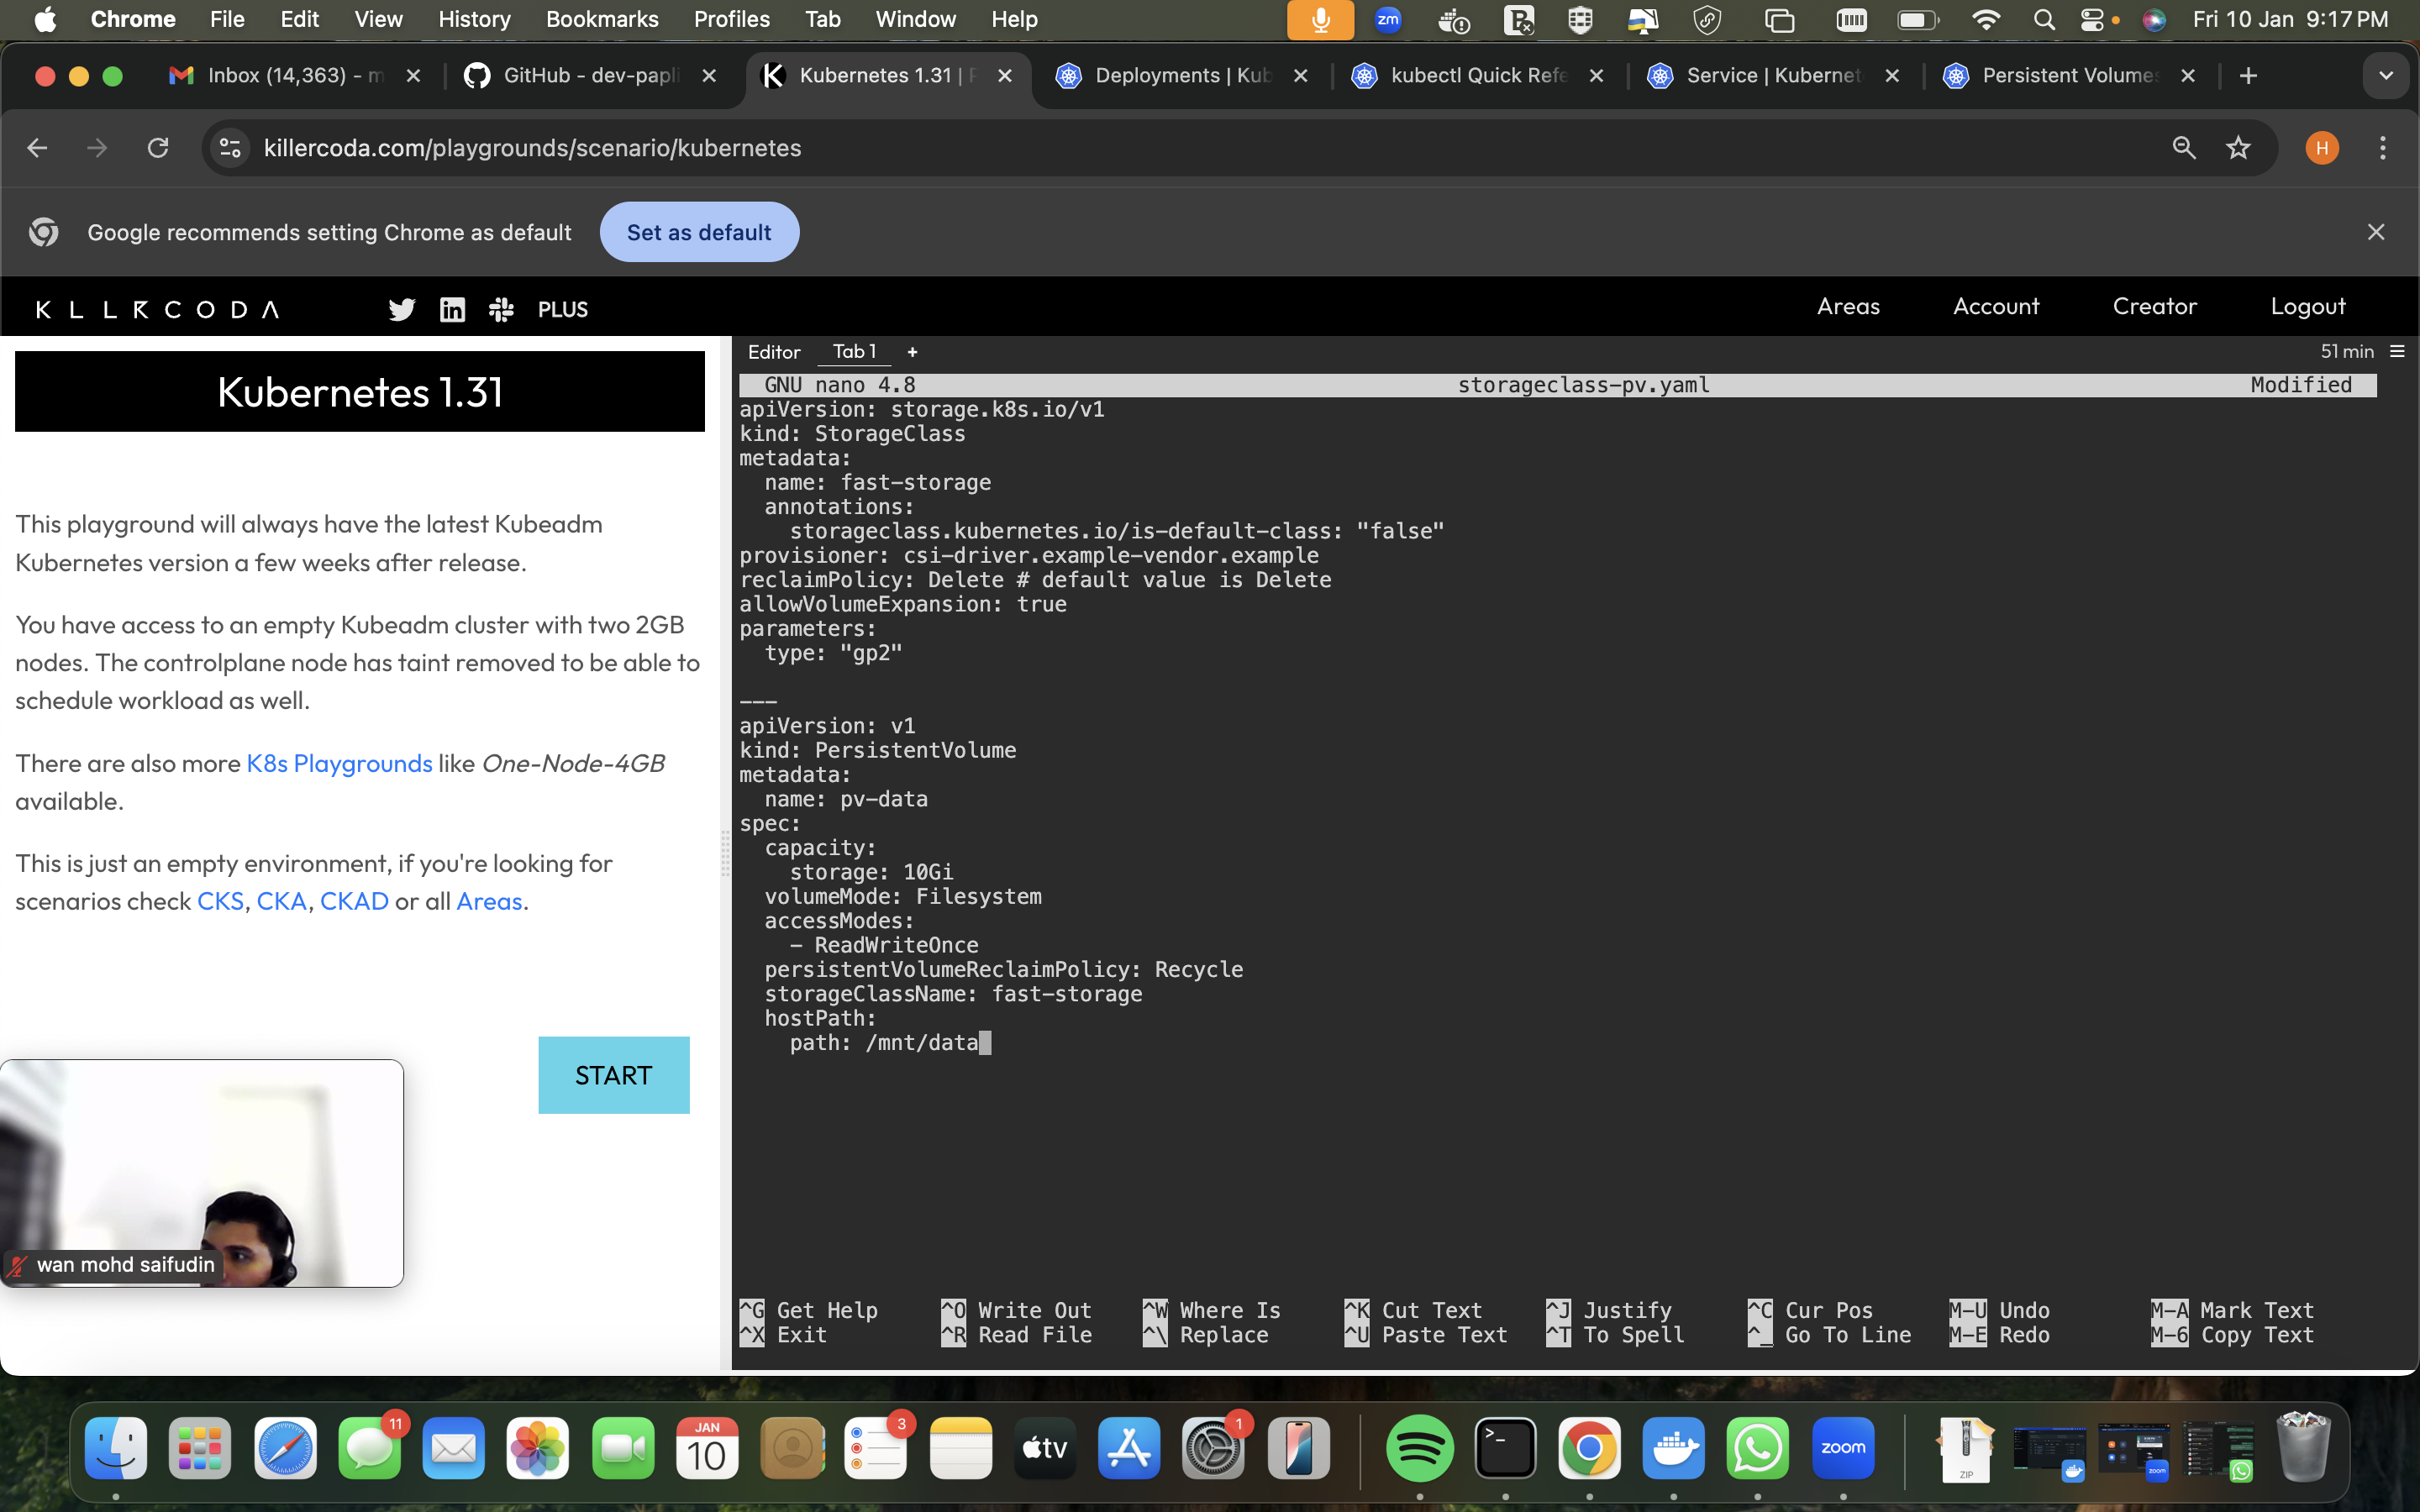 Chrome File Edit View History Bookmarks Profiles Tab Window Help zm Fri 10 Jan 9:17 PM
Inbox (14,363) - m GitHub - dev-papli Kubernetes 1.31 | P Deployments | Kub kubectl Quick Refe Service | Kubernet Persistent Volumes
killercoda.com/playgrounds/scenario/kubernetes H
Google recommends setting Chrome as default Set as default
KLLRCODA PLUS Areas Account Creator Logout
Kubernetes 1.31
This playground will always have the latest Kubeadm
Kubernetes version a few weeks after release.
You have access to an empty Kubeadm cluster with two 2GB
nodes. The controlplane node has taint removed to be able to
schedule workload as well.
There are also more K8s Playgrounds like One-Node-4GB
available.
This is just an empty environment, if you're looking for
scenarios check CKS, CKA, CKAD or all Areas.
START
wan mohd saifudin
Editor Tab 1 + 51 min
GNU nano 4.8 storageclass-pv.yaml Modified
apiVersion: storage.k8s.io/v1
kind: StorageClass
metadata:
  name: fast-storage
  annotations:
    storageclass.kubernetes.io/is-default-class: "false"
provisioner: csi-driver.example-vendor.example
reclaimPolicy: Delete # default value is Delete
allowVolumeExpansion: true
parameters:
  type: "gp2"
---
apiVersion: v1
kind: PersistentVolume
metadata:
  name: pv-data
spec:
  capacity:
    storage: 10Gi
  volumeMode: Filesystem
  accessModes:
    - ReadWriteOnce
  persistentVolumeReclaimPolicy: Recycle
  storageClassName: fast-storage
  hostPath:
    path: /mnt/data
^G Get Help ^O Write Out ^W Where Is ^K Cut Text ^J Justify ^C Cur Pos M-U Undo M-A Mark Text
^X Exit ^R Read File ^\ Replace ^U Paste Text ^T To Spell ^_ Go To Line M-E Redo M-6 Copy Text
11 JAN 10 3 tv 1 >_ zoom ZIP zoom